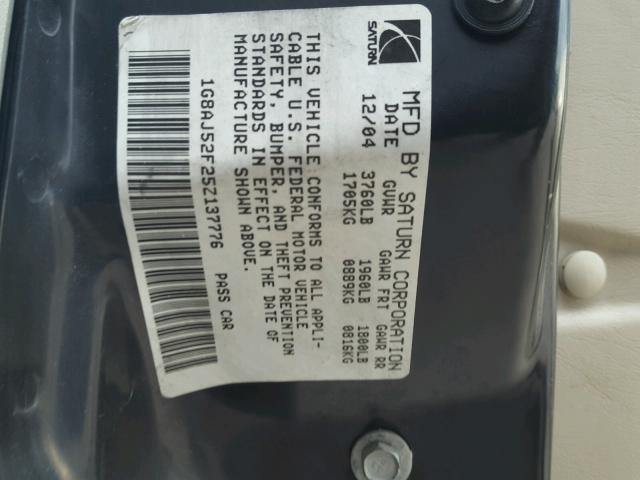 SATURN
MFD BY SATURN CORPORATION
DATE GVWR GAWR FRT GAWR RR
12/04 3760LB 1960LB 1800LB
1705KG 0889KG 0816KG
THIS VEHICLE CONFORMS TO ALL APPLI-
CABLE U.S. FEDERAL MOTOR VEHICLE
SAFETY, BUMPER, AND THEFT PREVENTION
STANDARDS IN EFFECT ON THE DATE OF
MANUFACTURE SHOWN ABOVE.
1G8AJ52F25Z137776 PASS CAR